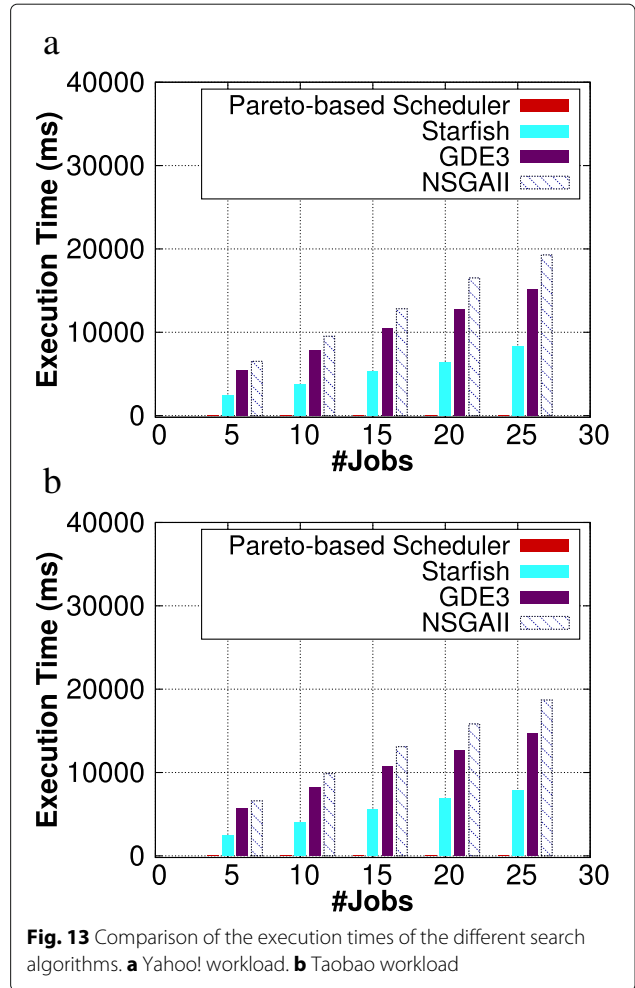 a
40000
30000
20000
10000
0
Execution Time (ms)
Pareto-based Scheduler
Starfish
GDE3
NSGAII
0 5 10 15 20 25 30
#Jobs
b
40000
30000
20000
10000
0
Execution Time (ms)
Pareto-based Scheduler
Starfish
GDE3
NSGAII
0 5 10 15 20 25 30
#Jobs
Fig. 13 Comparison of the execution times of the different search
algorithms. a Yahoo! workload. b Taobao workload